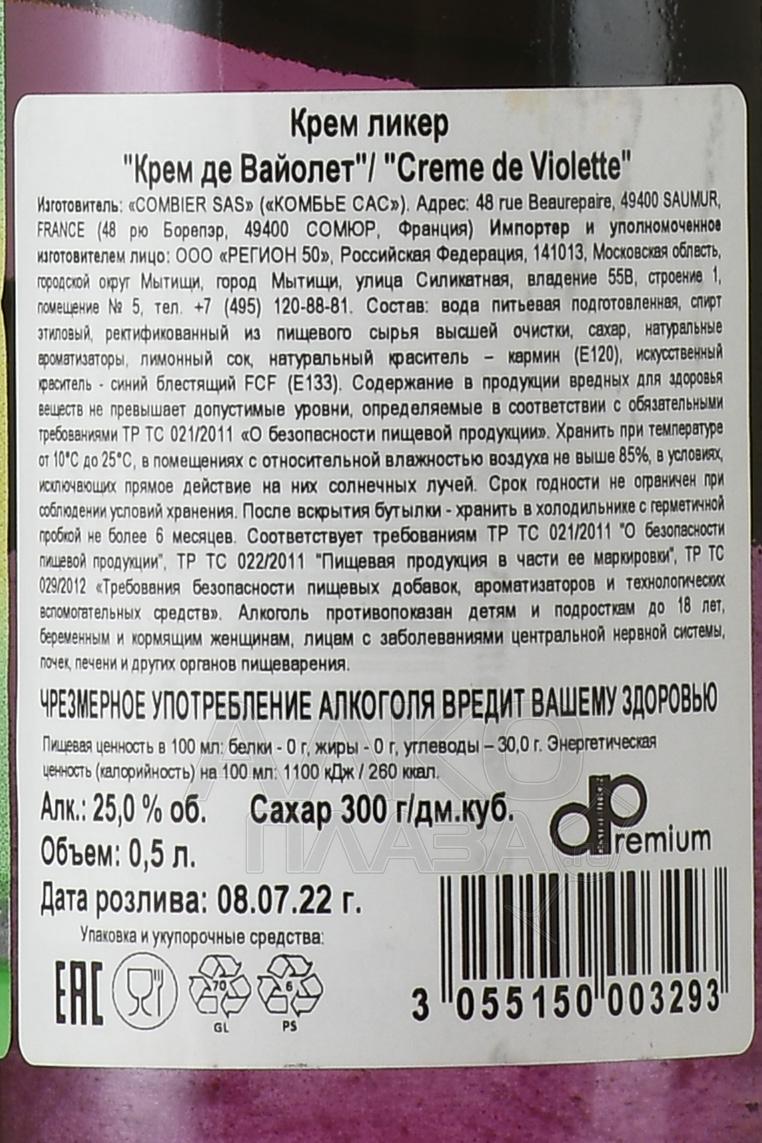 Крем ликер
"Крем де Вайолет"/ "Creme de Violette"
Изготовитель: «COMBIER SAS» («КОМБЬЕ САС»). Адрес: 48 rue Beaurepaire, 49400 SAUMUR,
FRANCE (48 рю Борепэр, 49400 СОМЮР, Франция) Импортер и уполномоченное
изготовителем лицо: ООО «РЕГИОН 50», Российская Федерация, 141013, Московская область,
городской округ Мытищи, город Мытищи, улица Силикатная, владение 55В, строение 1,
помещение № 5, тел. +7 (495) 120-88-81. Состав: вода питьевая подготовленная, спирт
этиловый, ректификованный из пищевого сырья высшей очистки, сахар, натуральные
ароматизаторы, лимонный сок, натуральный краситель – кармин (Е120), искусственный
краситель - синий блестящий FCF (Е133). Содержание в продукции вредных для здоровья
веществ не превышает допустимые уровни, определяемые в соответствии с обязательными
требованиями ТР ТС 021/2011 «О безопасности пищевой продукции». Хранить при температуре
от 10°С до 25°С, в помещениях с относительной влажностью воздуха не выше 85%, в условиях,
исключающих прямое действие на них солнечных лучей. Срок годности не ограничен при
соблюдении условий хранения. После вскрытия бутылки - хранить в холодильнике с герметичной
пробкой не более 6 месяцев. Соответствует требованиям ТР ТС 021/2011 "О безопасности
пищевой продукции", ТР ТС 022/2011 "Пищевая продукция в части ее маркировки", ТР ТС
029/2012 «Требования безопасности пищевых добавок, ароматизаторов и технологических
вспомогательных средств». Алкоголь противопоказан детям и подросткам до 18 лет,
беременным и кормящим женщинам, лицам с заболеваниями центральной нервной системы,
почек, печени и других органов пищеварения.
ЧРЕЗМЕРНОЕ УПОТРЕБЛЕНИЕ АЛКОГОЛЯ ВРЕДИТ ВАШЕМУ ЗДОРОВЬЮ
Пищевая ценность в 100 мл: белки - 0 г, жиры - 0 г, углеводы – 30,0 г. Энергетическая
ценность (калорийность) на 100 мл: 1100 кДж / 260 ккал.
Алк.: 25,0 % об. Сахар 300 г/дм.куб.
Объем: 0,5 л.
dpremium
Дата розлива: 08.07.22 г.
Упаковка и укупорочные средства:
EAC
70
GL
6
PS
3 055150 003293
АЛКО
ПЛАЗА.ru